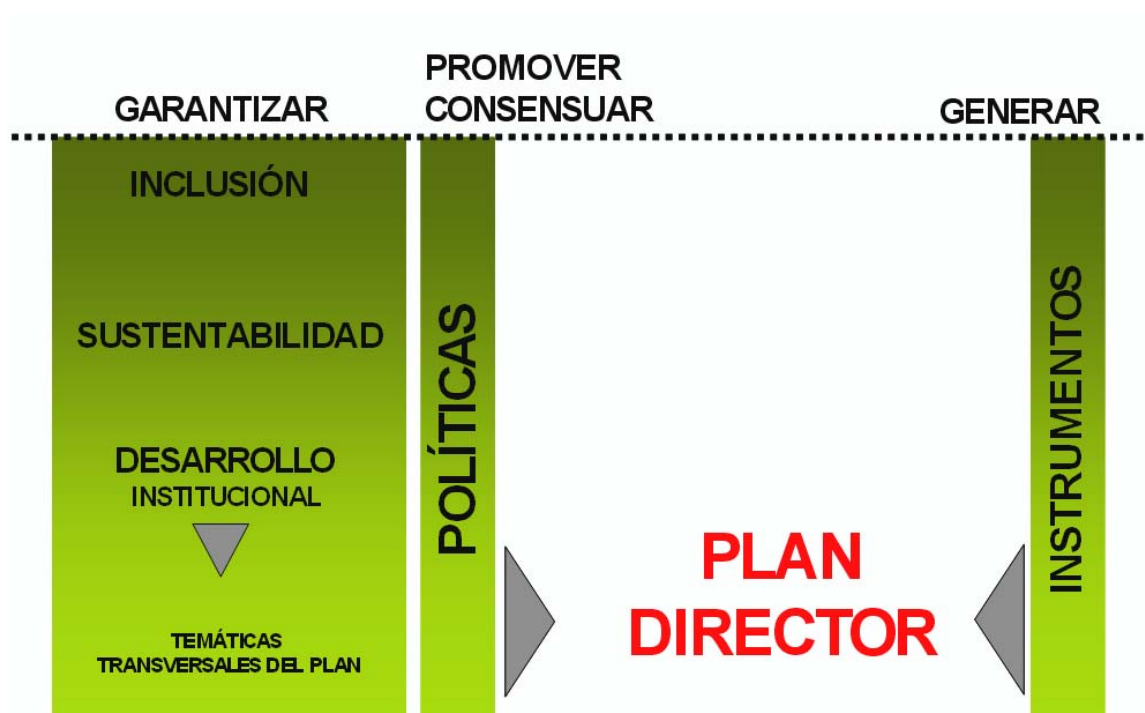 PROMOVER
GARANTIZAR CONSENSUAR GENERAR
INCLUSIÓN
SUSTENTABILIDAD
DESARROLLO
INSTITUCIONAL
TEMÁTICAS
TRANSVERSALES DEL PLAN
POLÍTICAS
PLAN
DIRECTOR
INSTRUMENTOS